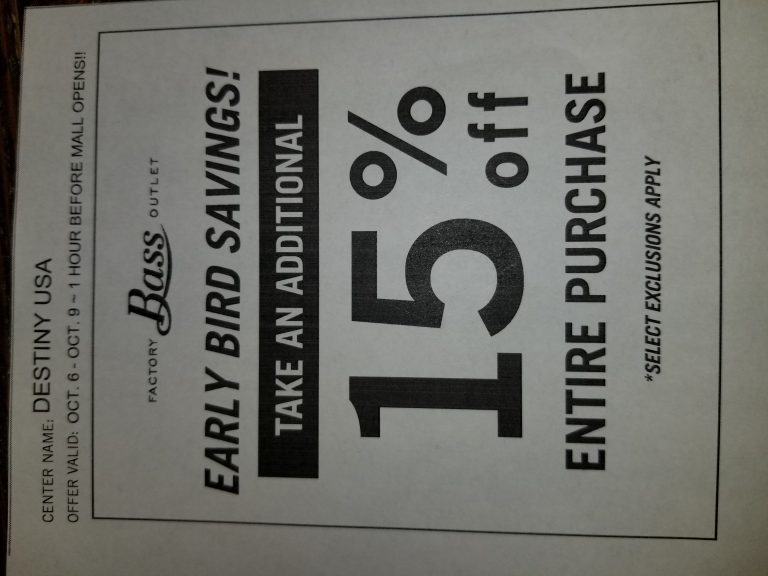 CENTER NAME: DESTINY USA
OFFER VALID: OCT. 6 - OCT. 9 ~ 1 HOUR BEFORE MALL OPENS!!
FACTORY Bass OUTLET
EARLY BIRD SAVINGS!
TAKE AN ADDITIONAL
15% off
ENTIRE PURCHASE
*SELECT EXCLUSIONS APPLY